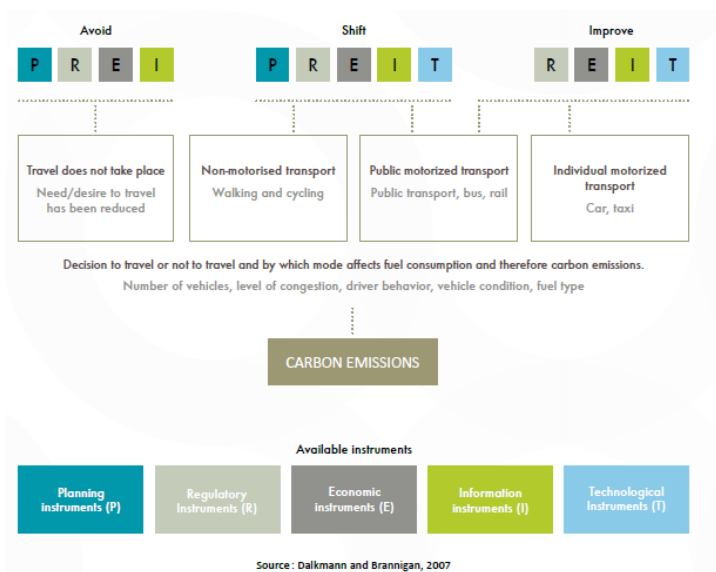 Avoid
Shift
Improve
P R E I
P R E I T
R E I T
Travel does not take place
Need/desire to travel
has been reduced
Non-motorised transport
Walking and cycling
Public motorized transport
Public transport, bus, rail
Individual motorized
transport
Car, taxi
Decision to travel or not to travel and by which mode affects fuel consumption and therefore carbon emissions.
Number of vehicles, level of congestion, driver behavior, vehicle condition, fuel type
CARBON EMISSIONS
Available instruments
Planning
instruments (P)
Regulatory
Instruments (R)
Economic
instruments (E)
Information
instruments (I)
Technological
Instruments (T)
Source: Dalkmann and Brannigan, 2007